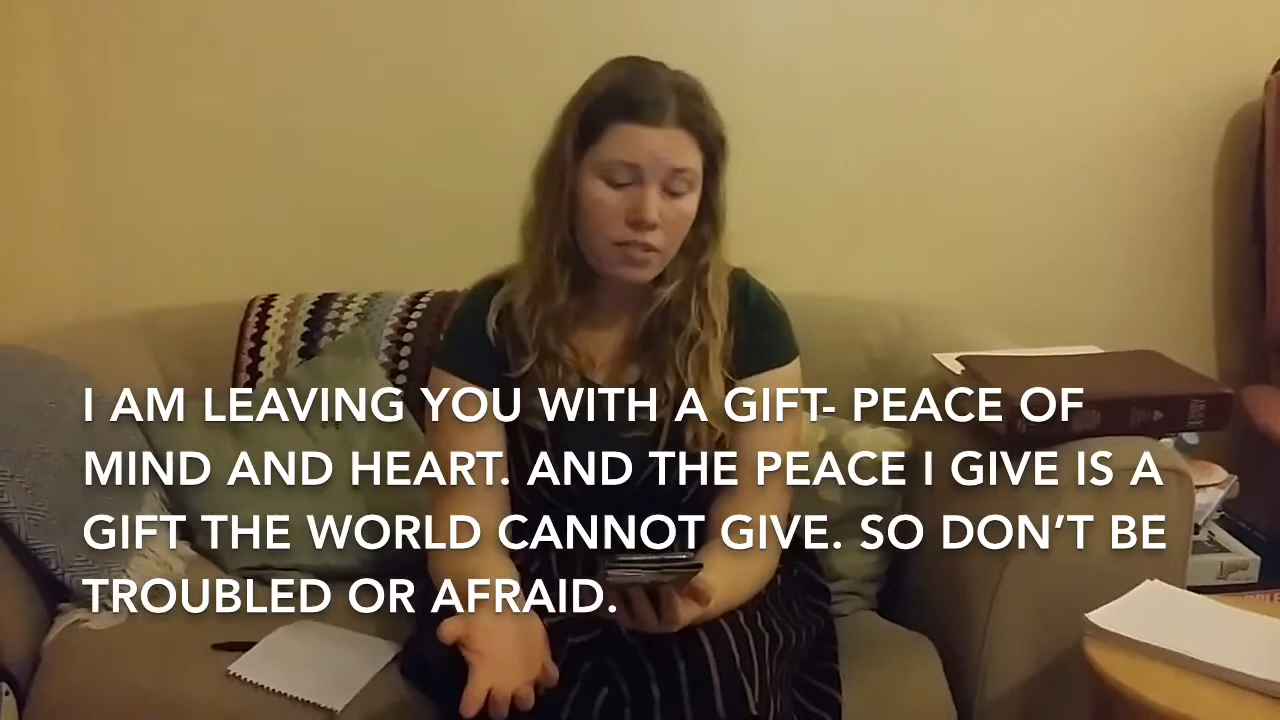 I AM LEAVING YOU WITH A GIFT- PEACE OF
MIND AND HEART. AND THE PEACE I GIVE IS A
GIFT THE WORLD CANNOT GIVE. SO DON'T BE
TROUBLED OR AFRAID.